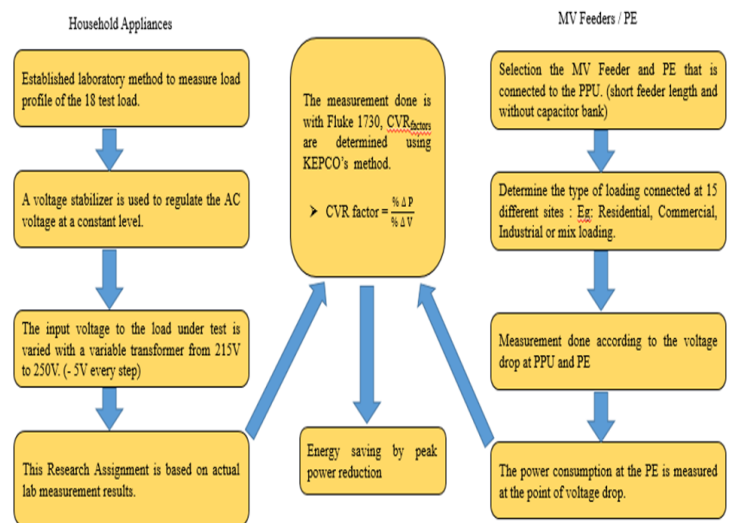 Household Appliances
Established laboratory method to measure load
profile of the 18 test load.
A voltage stabilizer is used to regulate the AC
voltage at a constant level.
The input voltage to the load under test is
varied with a variable transformer from 215V
to 250V. (- 5V every step)
This Research Assignment is based on actual
lab measurement results.
The measurement done is
with Fluke 1730, CVRfactors
are determined using
KEPCO's method.
➤ CVR factor = % Δ P / % Δ V
Energy saving by peak
power reduction
MV Feeders / PE
Selection the MV Feeder and PE that is
connected to the PPU. (short feeder length and
without capacitor bank)
Determine the type of loading connected at 15
different sites : Eg: Residential, Commercial,
Industrial or mix loading.
Measurement done according to the voltage
drop at PPU and PE
The power consumption at the PE is measured
at the point of voltage drop.